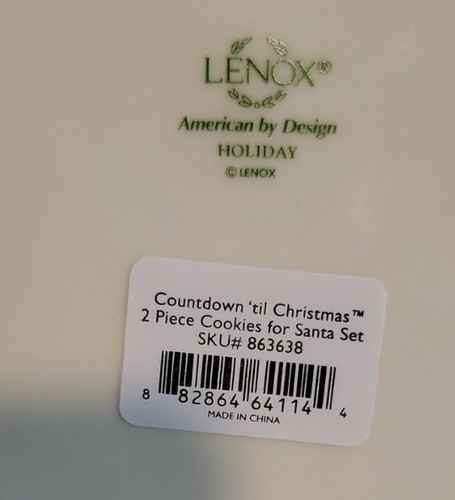 LENOX®
American by Design
HOLIDAY
© LENOX
Countdown 'til Christmas™
2 Piece Cookies for Santa Set
SKU# 863638
8 82864 64114 4
MADE IN CHINA